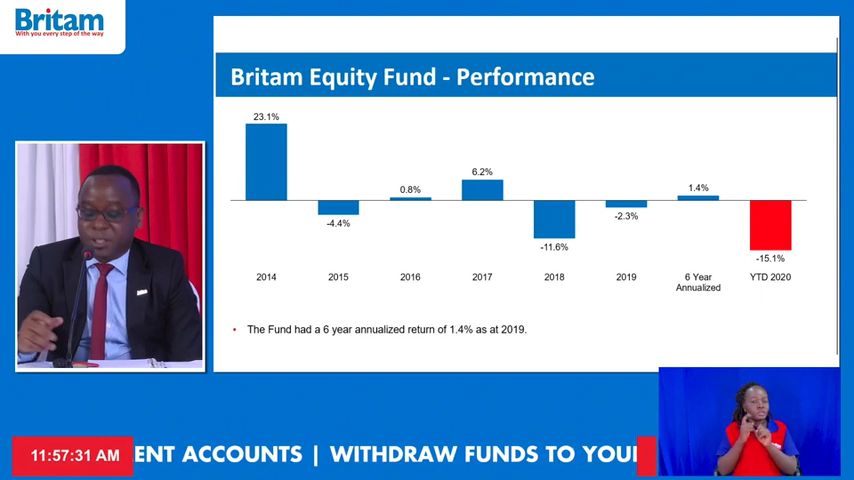 Britam
With you every step of the way
Britam Equity Fund - Performance
23.1%
-4.4%
0.8%
6.2%
-11.6%
-2.3%
1.4%
-15.1%
2014
2015
2016
2017
2018
2019
6 Year
Annualized
YTD 2020
• The Fund had a 6 year annualized return of 1.4% as at 2019.
11:57:31 AM
ENT ACCOUNTS | WITHDRAW FUNDS TO YOU